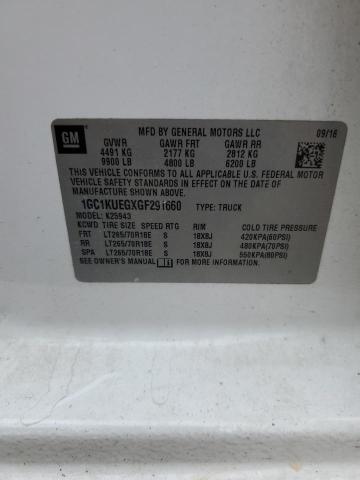 GM
MFD BY GENERAL MOTORS LLC 09/16
GVWR GAWR FRT GAWR RR
4491 KG 2177 KG 2812 KG
9900 LB 4800 LB 6200 LB
THIS VEHICLE CONFORMS TO ALL APPLICABLE U.S. FEDERAL MOTOR
VEHICLE SAFETY STANDARDS IN EFFECT ON THE DATE OF
MANUFACTURE SHOWN ABOVE.
1GC1KUEGXGF291660 TYPE: TRUCK
MODEL: K25943
KCWD TIRE SIZE SPEED RTG RIM COLD TIRE PRESSURE
FRT LT265/70R18E S 18X8J 420KPA(60PSI)
RR LT265/70R18E S 18X8J 480KPA(70PSI)
SPA LT265/70R18E S 18X8J 550KPA(80PSI)
SEE OWNER'S MANUAL FOR ADDITIONAL INFORMATION.